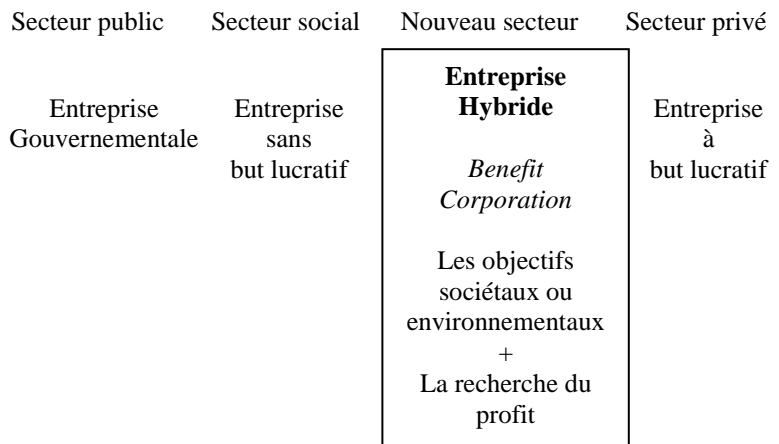 Secteur public Secteur social Nouveau secteur Secteur privé
Entreprise
Gouvernementale
Entreprise
sans
but lucratif
Entreprise
Hybride
Benefit
Corporation
Les objectifs
sociétaux ou
environnementaux
+
La recherche du
profit
Entreprise
à
but lucratif